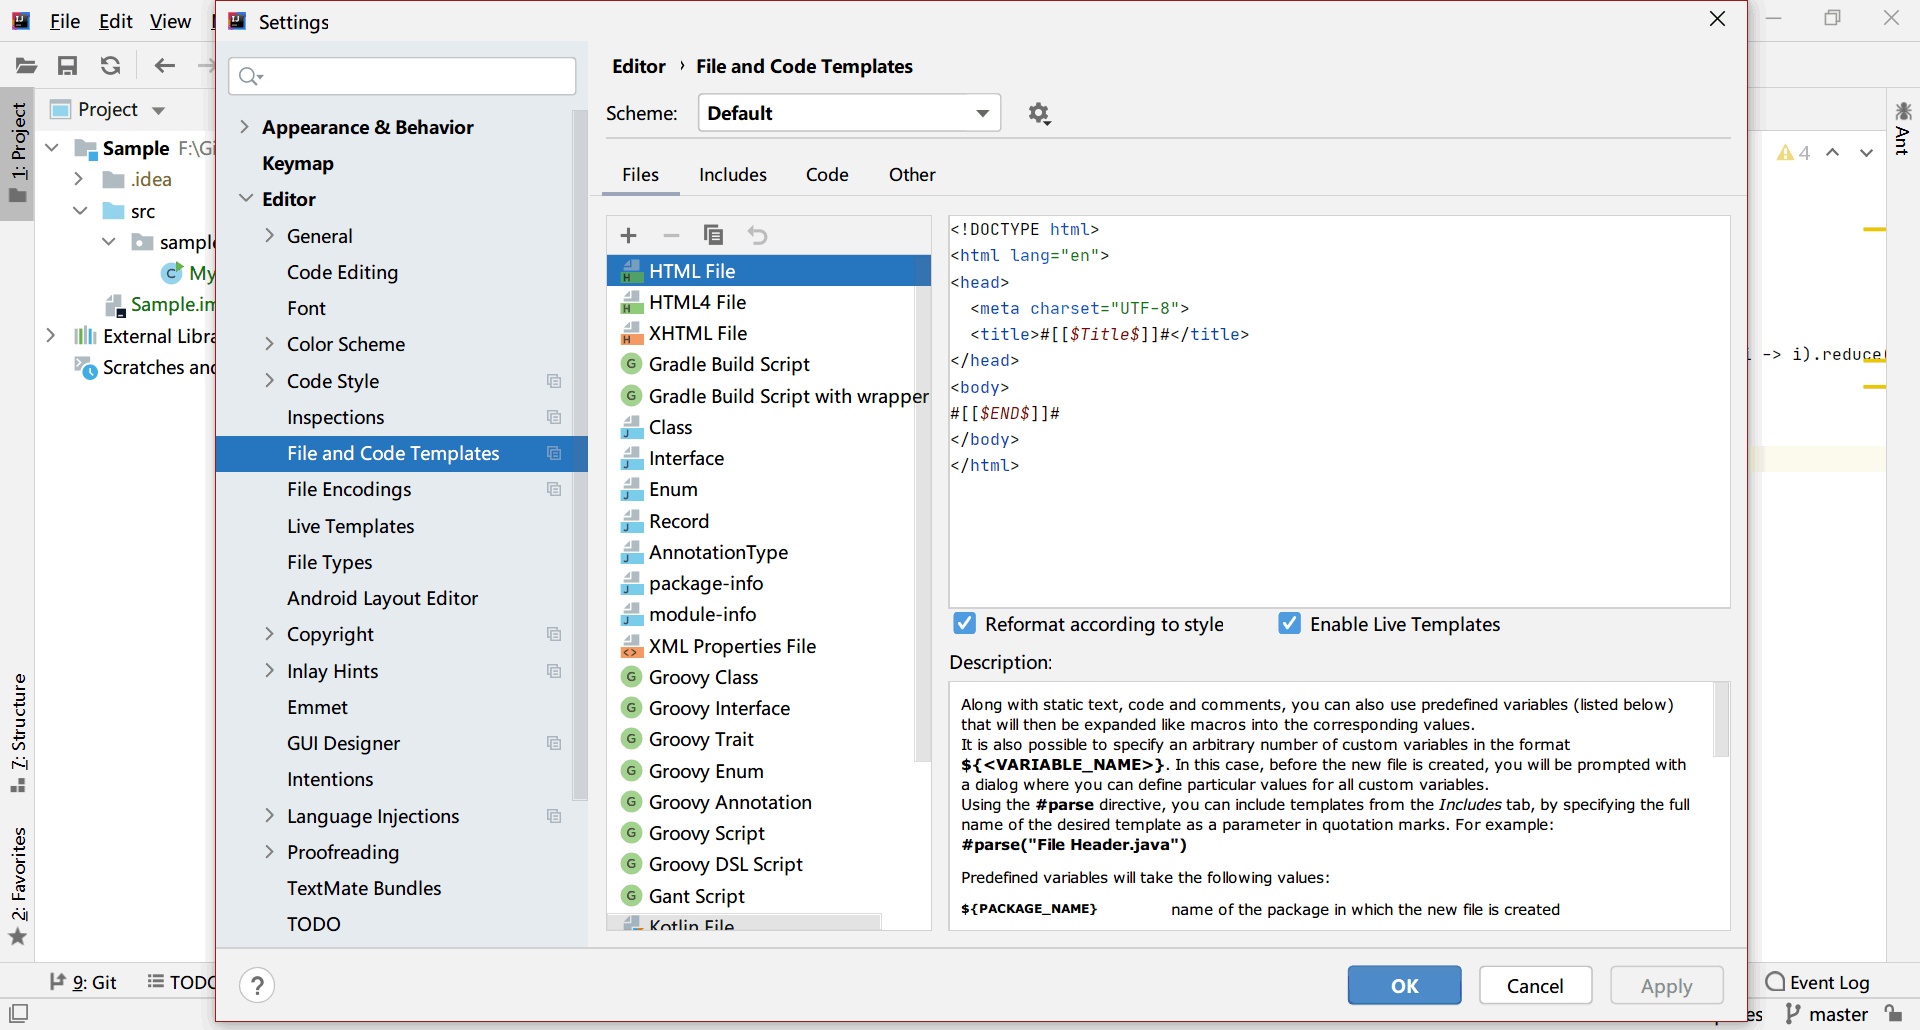 File Edit View
Settings
Project
Sample F:\Gi
.idea
src
sample
My
Sample.im
External Libra
Scratches and
1: Project
7: Structure
2: Favorites
Appearance & Behavior
Keymap
Editor
General
Code Editing
Font
Color Scheme
Code Style
Inspections
File and Code Templates
File Encodings
Live Templates
File Types
Android Layout Editor
Copyright
Inlay Hints
Emmet
GUI Designer
Intentions
Language Injections
Proofreading
TextMate Bundles
TODO
Editor › File and Code Templates
Scheme: Default
Files Includes Code Other
HTML File
HTML4 File
XHTML File
Gradle Build Script
Gradle Build Script with wrapper
Class
Interface
Enum
Record
AnnotationType
package-info
module-info
XML Properties File
Groovy Class
Groovy Interface
Groovy Trait
Groovy Enum
Groovy Annotation
Groovy Script
Groovy DSL Script
Gant Script
Kotlin File
<!DOCTYPE html>
<html lang="en">
<head>
<meta charset="UTF-8">
<title>#[[$Title$]]#</title>
</head>
<body>
#[[$END$]]#
</body>
</html>
Reformat according to style Enable Live Templates
Description:
Along with static text, code and comments, you can also use predefined variables (listed below)
that will then be expanded like macros into the corresponding values.
It is also possible to specify an arbitrary number of custom variables in the format
${<VARIABLE_NAME>}. In this case, before the new file is created, you will be prompted with
a dialog where you can define particular values for all custom variables.
Using the #parse directive, you can include templates from the Includes tab, by specifying the full
name of the desired template as a parameter in quotation marks. For example:
#parse("File Header.java")
Predefined variables will take the following values:
${PACKAGE_NAME} name of the package in which the new file is created
? OK Cancel Apply
4
Ant
-> i).reduce(
9: Git TODO
Event Log
es master